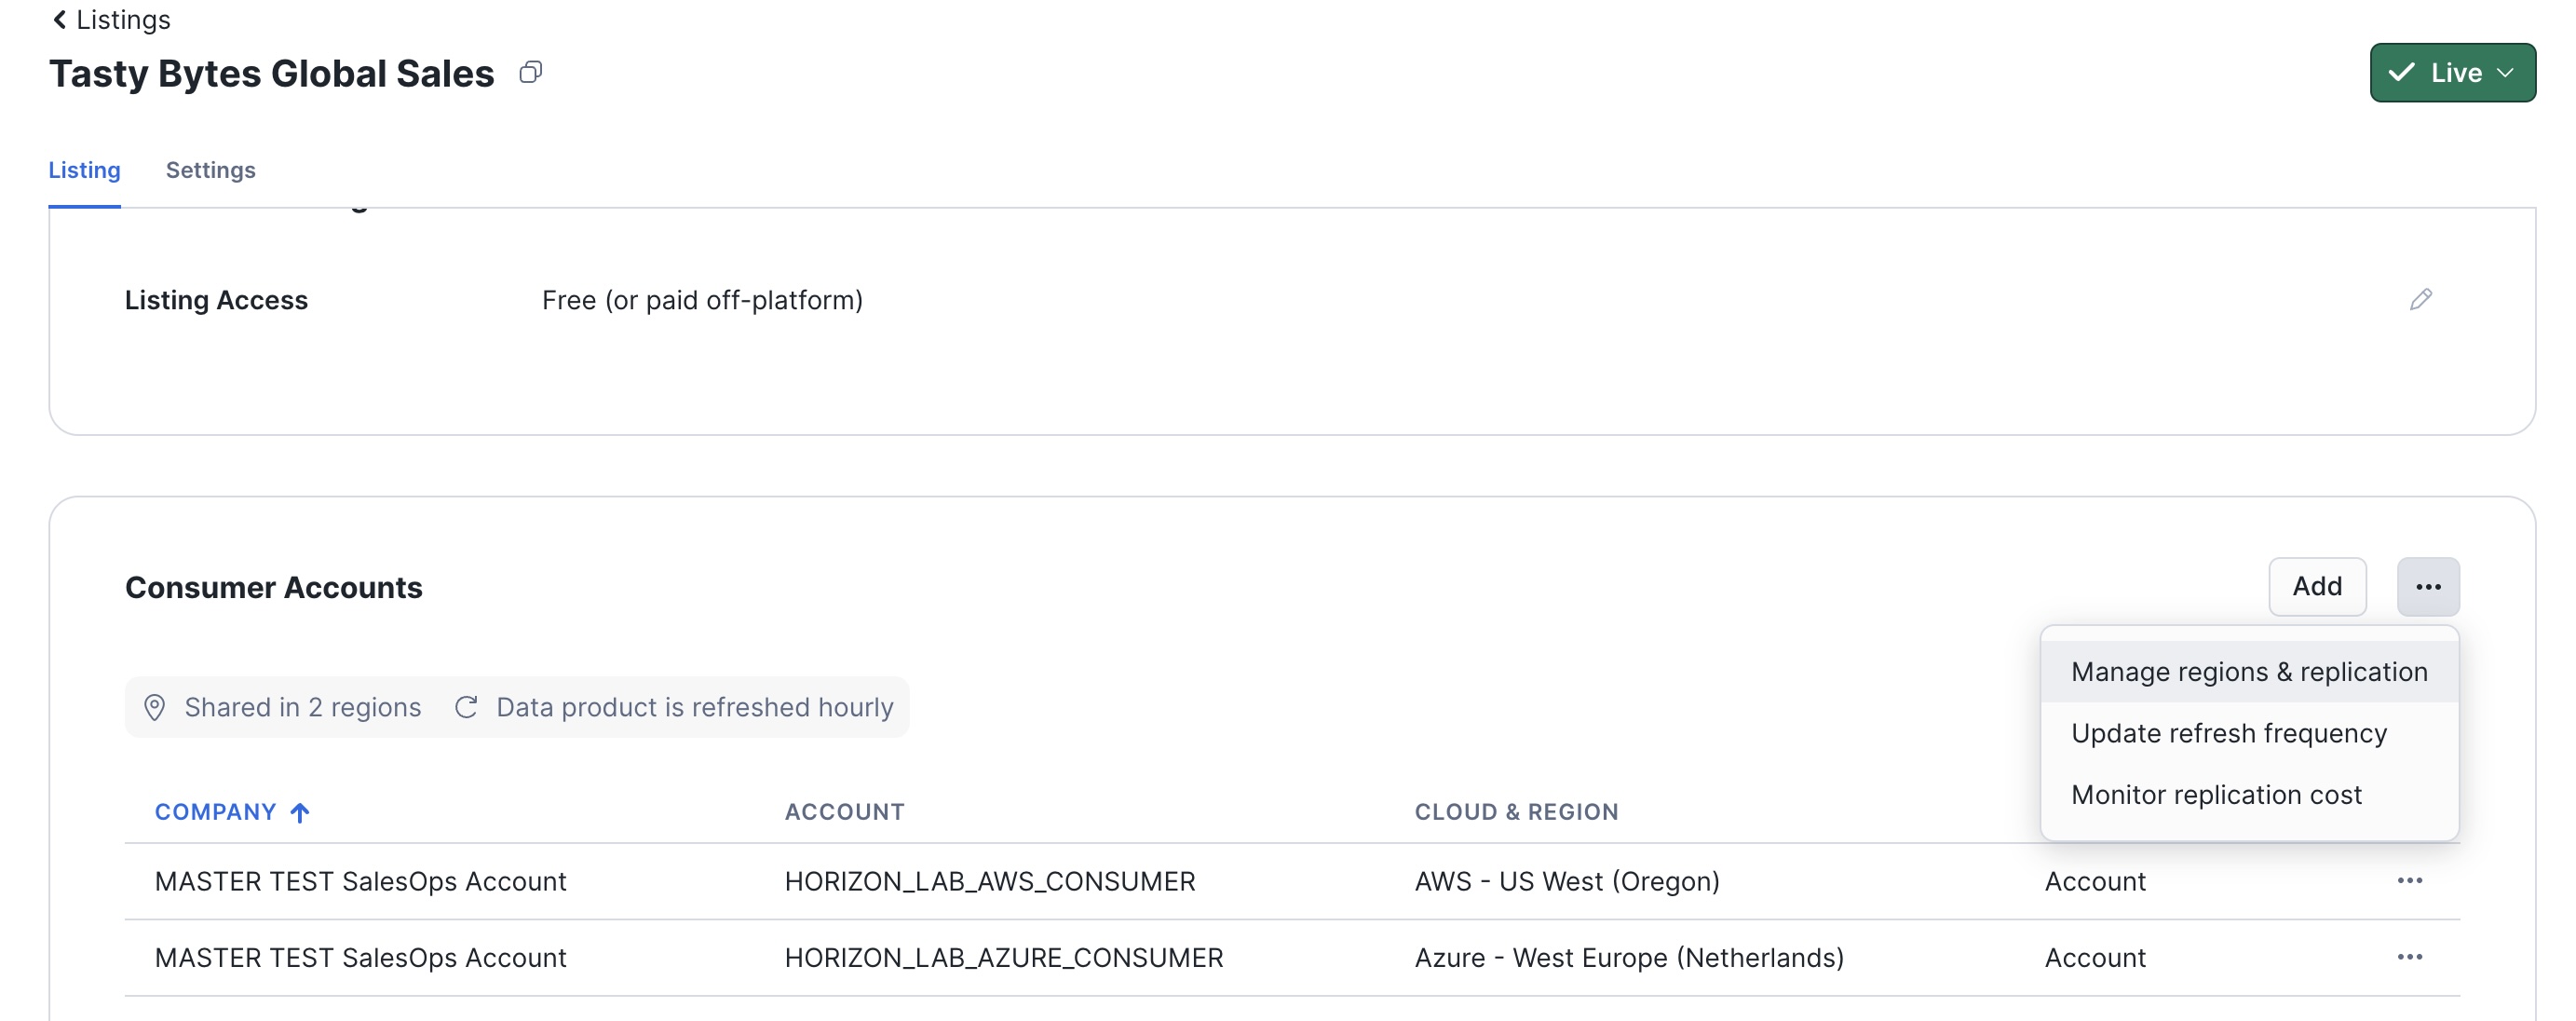 Listings
Tasty Bytes Global Sales
Live
Listing
Settings
Listing Access
Free (or paid off-platform)
Consumer Accounts
Add
Manage regions & replication
Update refresh frequency
Monitor replication cost
Shared in 2 regions
Data product is refreshed hourly
COMPANY ACCOUNT CLOUD & REGION
MASTER TEST SalesOps Account HORIZON_LAB_AWS_CONSUMER AWS - US West (Oregon) Account
MASTER TEST SalesOps Account HORIZON_LAB_AZURE_CONSUMER Azure - West Europe (Netherlands) Account